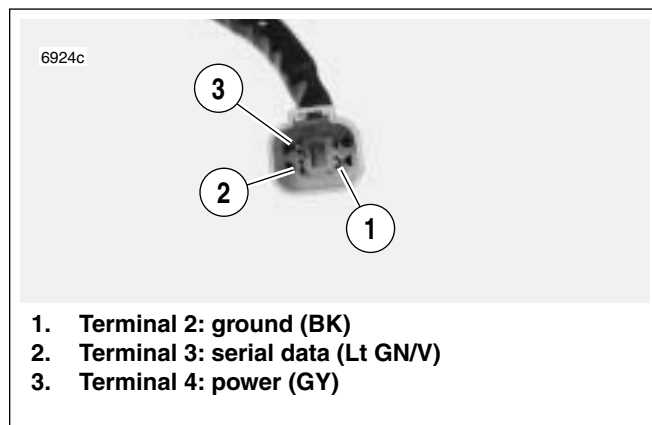 6924c
3
2
1
1. Terminal 2: ground (BK)
2. Terminal 3: serial data (Lt GN/V)
3. Terminal 4: power (GY)